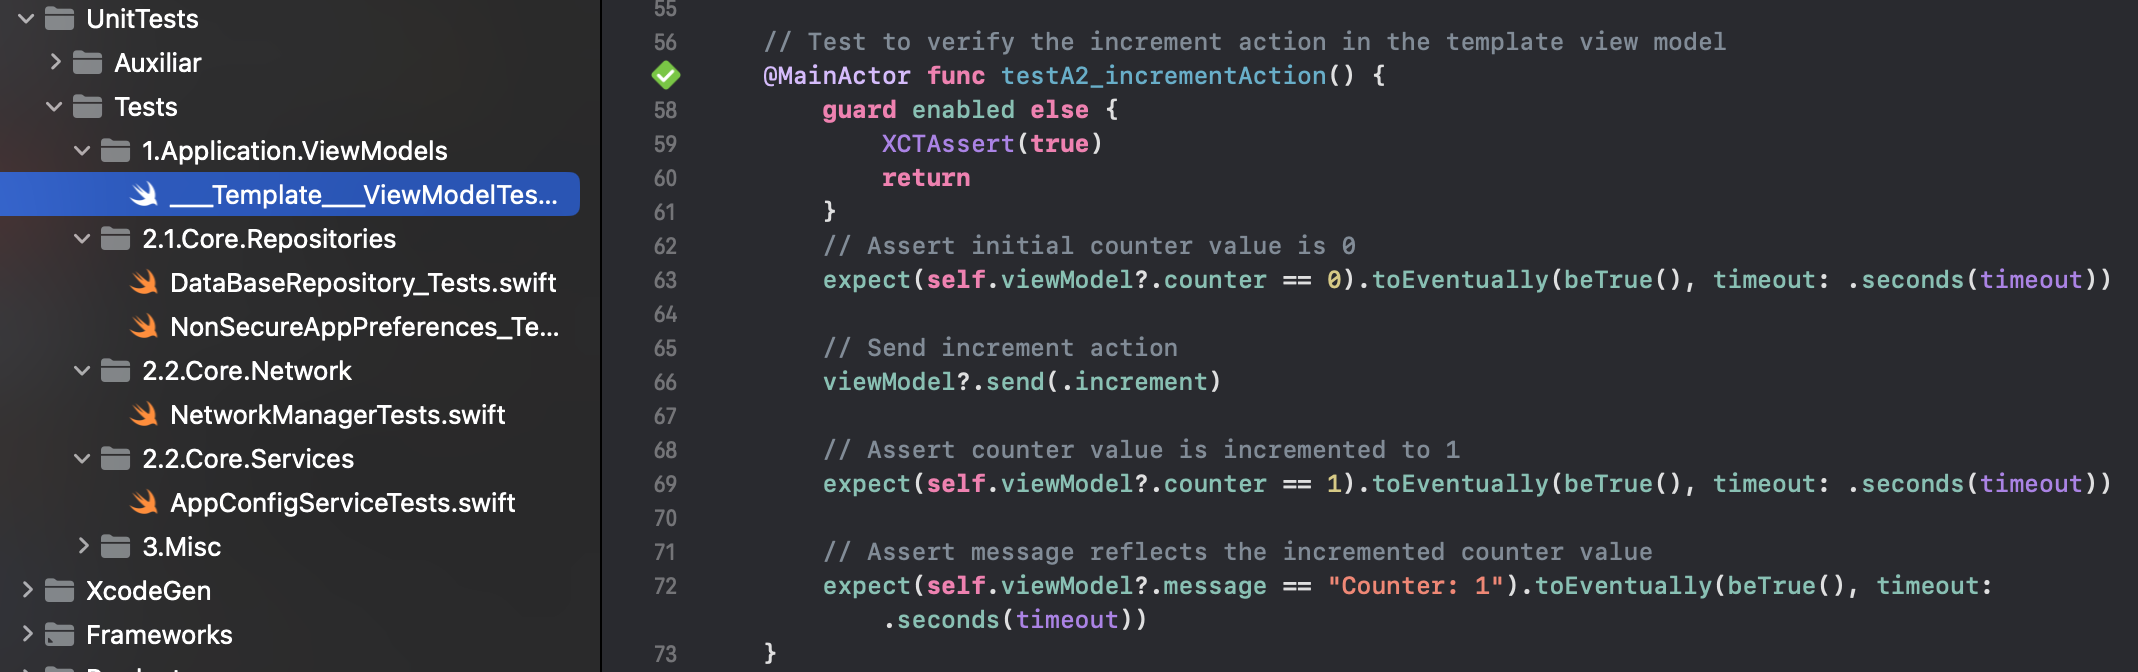 UnitTests
Auxiliar
Tests
1.Application.ViewModels
___Template___ViewModelTes...
2.1.Core.Repositories
DataBaseRepository_Tests.swift
NonSecureAppPreferences_Te...
2.2.Core.Network
NetworkManagerTests.swift
2.2.Core.Services
AppConfigServiceTests.swift
3.Misc
XcodeGen
Frameworks
55
56 // Test to verify the increment action in the template view model
@MainActor func testA2_incrementAction() {
58 guard enabled else {
59 XCTAssert(true)
60 return
61 }
62 // Assert initial counter value is 0
63 expect(self.viewModel?.counter == 0).toEventually(beTrue(), timeout: .seconds(timeout))
64
65 // Send increment action
66 viewModel?.send(.increment)
67
68 // Assert counter value is incremented to 1
69 expect(self.viewModel?.counter == 1).toEventually(beTrue(), timeout: .seconds(timeout))
70
71 // Assert message reflects the incremented counter value
72 expect(self.viewModel?.message == "Counter: 1").toEventually(beTrue(), timeout:
.seconds(timeout))
73 }